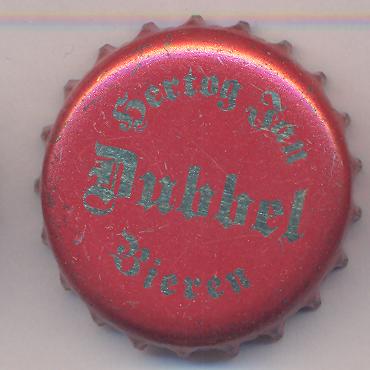 Hertog Jan
Dubbel
Bieren